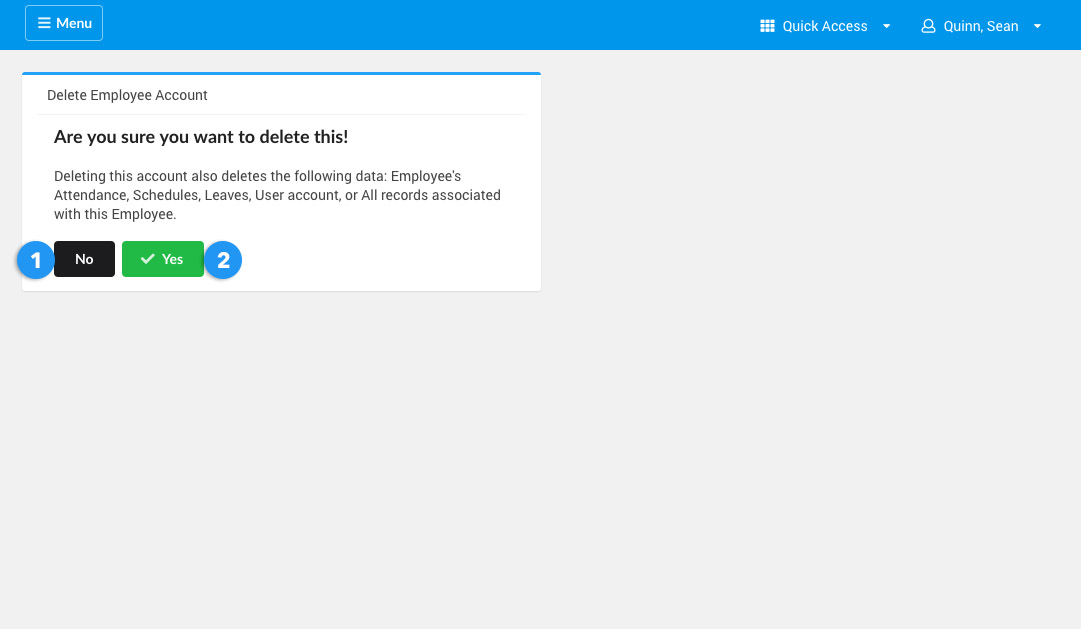 Menu
Quick Access
Quinn, Sean
Delete Employee Account
Are you sure you want to delete this!
Deleting this account also deletes the following data: Employee's
Attendance, Schedules, Leaves, User account, or All records associated
with this Employee.
1 No Yes 2